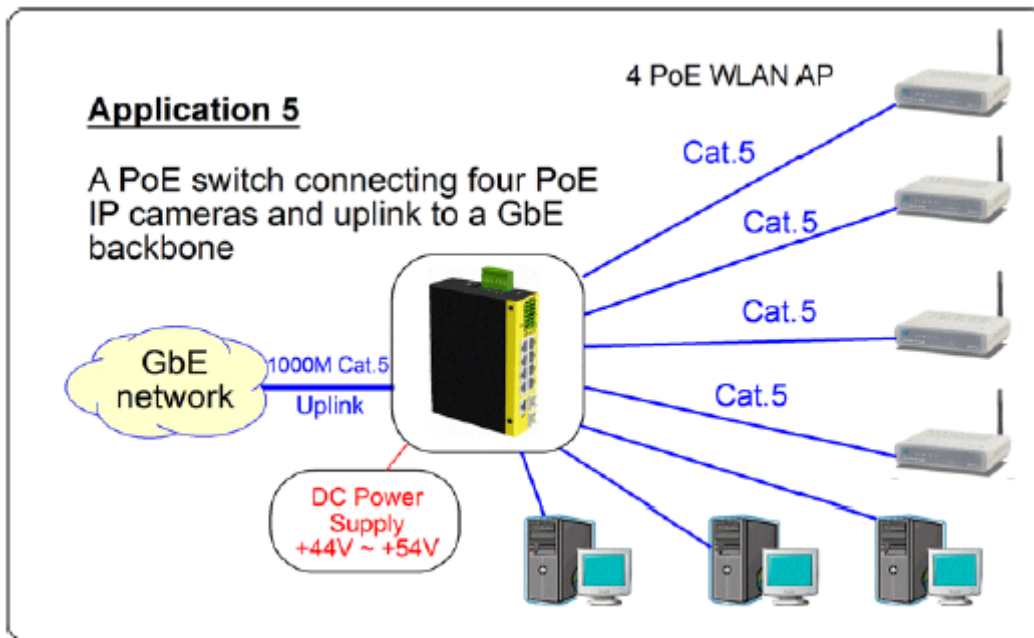 Application 5
A PoE switch connecting four PoE
IP cameras and uplink to a GbE
backbone
4 PoE WLAN AP
Cat.5
Cat.5
Cat.5
Cat.5
GbE
network
1000M Cat.5
Uplink
DC Power
Supply
+44V ~ +54V